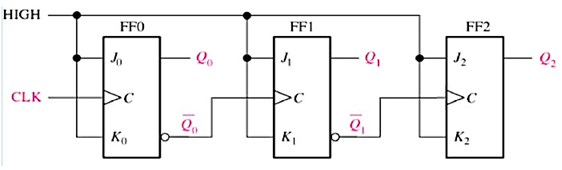 HIGH
FF0 FF1 FF2
J₀ Q₀ J₁ Q₁ J₂ Q₂
CLK C C C
Q̅₀ Q̅₁
K₀ K₁ K₂